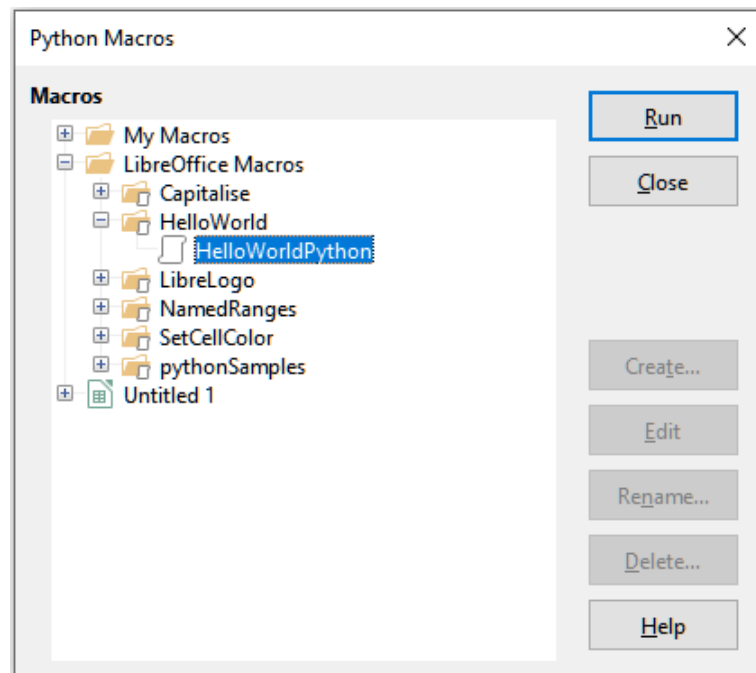 Python Macros
Macros
My Macros
LibreOffice Macros
Capitalise
HelloWorld
HelloWorldPython
LibreLogo
NamedRanges
SetCellColor
pythonSamples
Untitled 1
Run
Close
Create...
Edit
Rename...
Delete...
Help